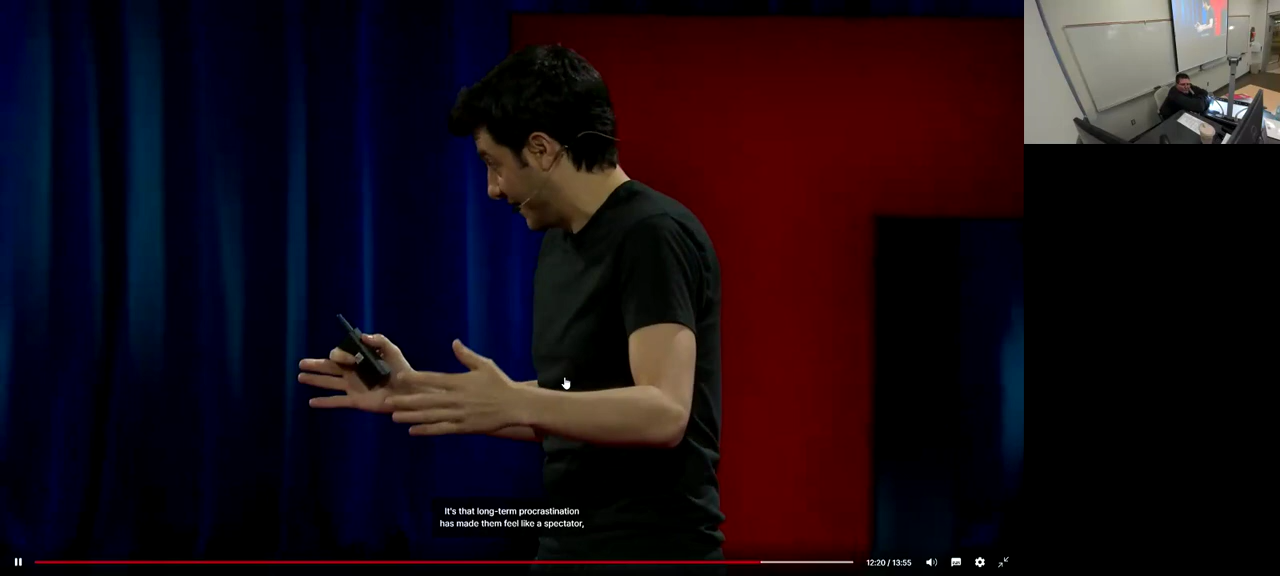 It's that long-term procrastination
has made them feel like a spectator,
12:20 / 13:55